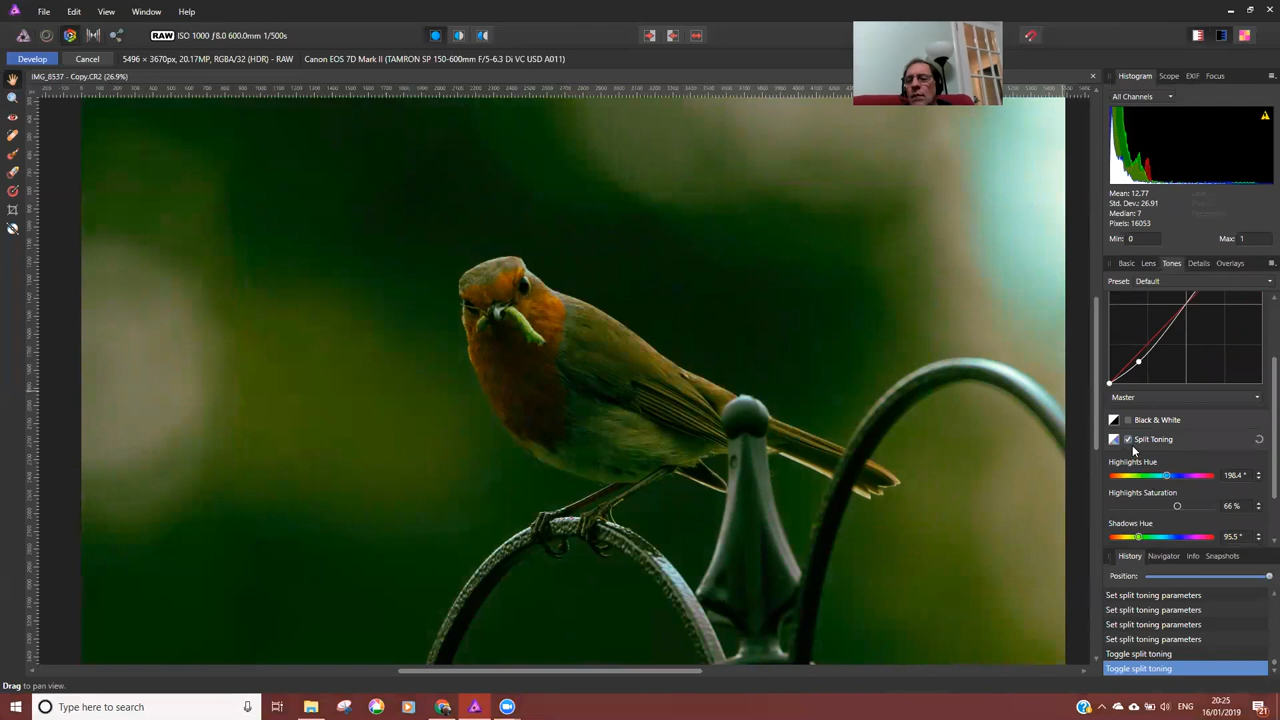 File Edit View Window Help
RAW ISO 1000 ƒ8.0 600.0mm 1/500s
Develop Cancel 5496 × 3670px, 20.17MP, RGBA/32 (HDR) - RAW Canon EOS 7D Mark II (TAMRON SP 150-600mm F/5-6.3 Di VC USD A011)
IMG_8537 - Copy.CR2 (26.9%)
Histogram Scope EXIF Focus
All Channels
Mean: 12.77
Std. Dev.: 26.91
Median: 7
Pixels: 16053
Min: 0 Max: 1
Basic Lens Tones Details Overlays
Preset: Default
Master
Black & White
Split Toning
Highlights Hue
198.4 °
Highlights Saturation
66 %
Shadows Hue
95.5 °
History Navigator Info Snapshots
Position:
Set split toning parameters
Set split toning parameters
Set split toning parameters
Set split toning parameters
Toggle split toning
Toggle split toning
Drag to pan view.
Type here to search
20:25
16/01/2019
21